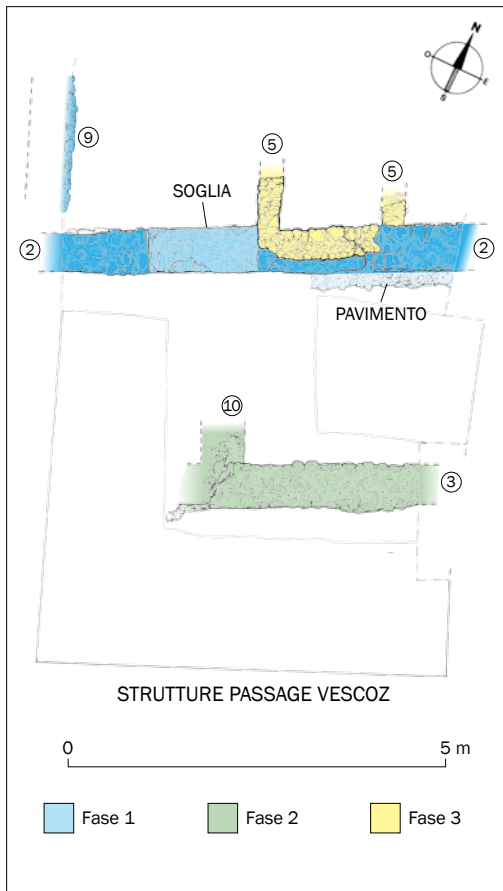 N
O
E
S
9
5
SOGLIA
5
2
2
PAVIMENTO
10
3
STRUTTURE PASSAGE VESCOZ
0 5 m
Fase 1 Fase 2 Fase 3